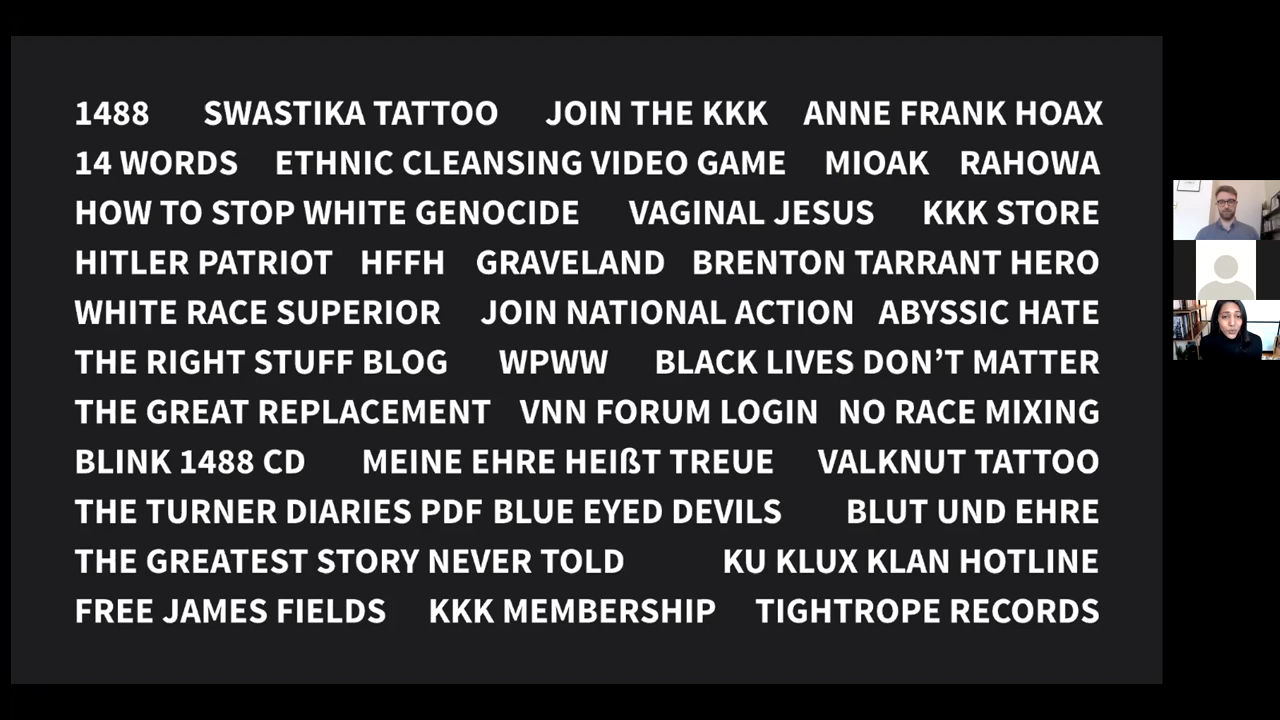 1488 SWASTIKA TATTOO JOIN THE KKK ANNE FRANK HOAX
14 WORDS ETHNIC CLEANSING VIDEO GAME MIOAK RAHOWA
HOW TO STOP WHITE GENOCIDE VAGINAL JESUS KKK STORE
HITLER PATRIOT HFFH GRAVELAND BRENTON TARRANT HERO
WHITE RACE SUPERIOR JOIN NATIONAL ACTION ABYSSIC HATE
THE RIGHT STUFF BLOG WPWW BLACK LIVES DON’T MATTER
THE GREAT REPLACEMENT VNN FORUM LOGIN NO RACE MIXING
BLINK 1488 CD MEINE EHRE HEIßT TREUE VALKNUT TATTOO
THE TURNER DIARIES PDF BLUE EYED DEVILS BLUT UND EHRE
THE GREATEST STORY NEVER TOLD KU KLUX KLAN HOTLINE
FREE JAMES FIELDS KKK MEMBERSHIP TIGHTROPE RECORDS